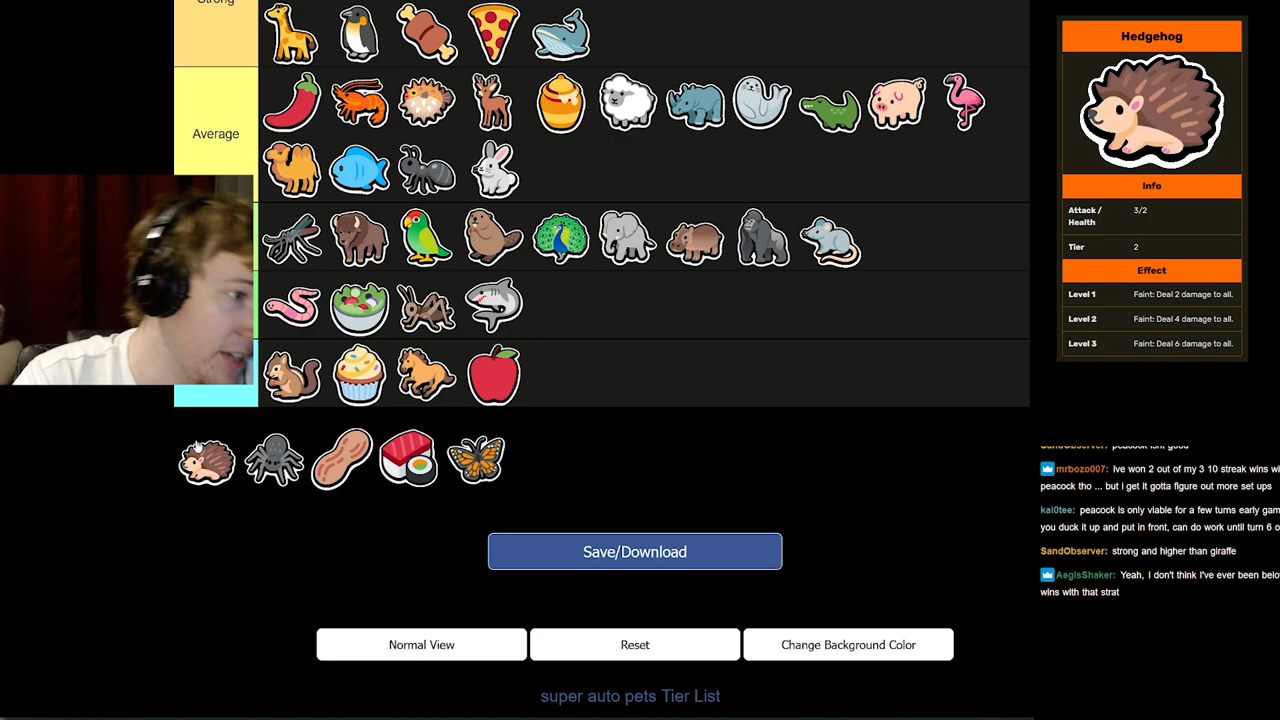 Strong
Average
Hedgehog
Info
Attack / Health 3/2
Tier 2
Effect
Level 1 Faint: Deal 2 damage to all.
Level 2 Faint: Deal 4 damage to all.
Level 3 Faint: Deal 6 damage to all.
SandObserver: peacock isnt good
mrbozo007: Ive won 2 out of my 3 10 streak wins wi
peacock tho ... but i get it gotta figure out more set ups
kai0tee: peacock is only viable for a few turns early gam
you duck it up and put in front, can do work until turn 6 o
SandObserver: strong and higher than giraffe
AegisShaker: Yeah, I don't think I've ever been belo
wins with that strat
Save/Download
Normal View
Reset
Change Background Color
super auto pets Tier List